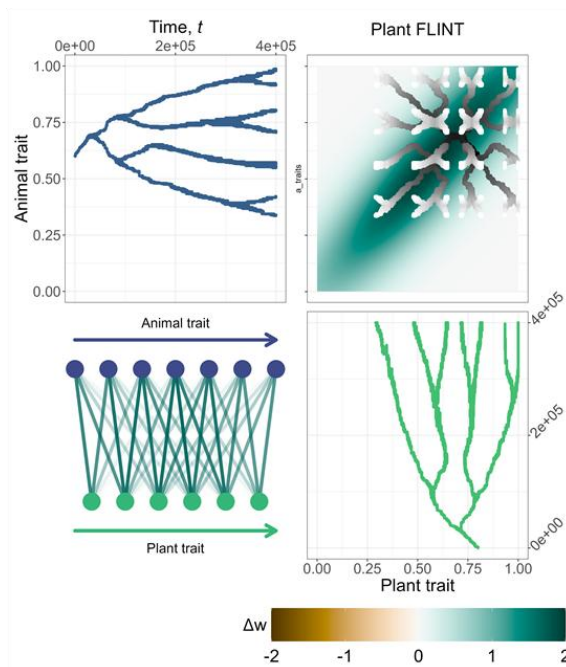 Time, t
Plant FLINT
0e+00
2e+05
4e+05
1.00
0.75
0.50
0.25
0.00
Animal trait
a_traits
Animal trait
Plant trait
4e+05
2e+05
0e+00
0.00
0.25
0.50
0.75
1.00
Plant trait
Δw
-2
-1
0
1
2